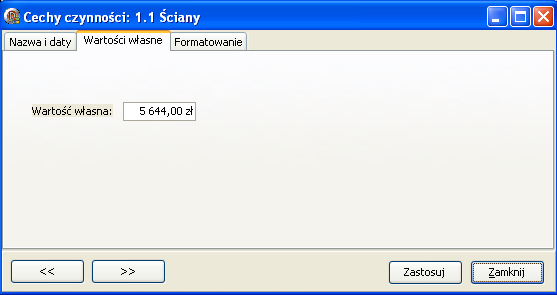 Cechy czynności: 1.1 Ściany
Nazwa i daty Wartości własne Formatowanie
Wartość własna: 5 644,00 zł
<< >> Zastosuj Zamknij